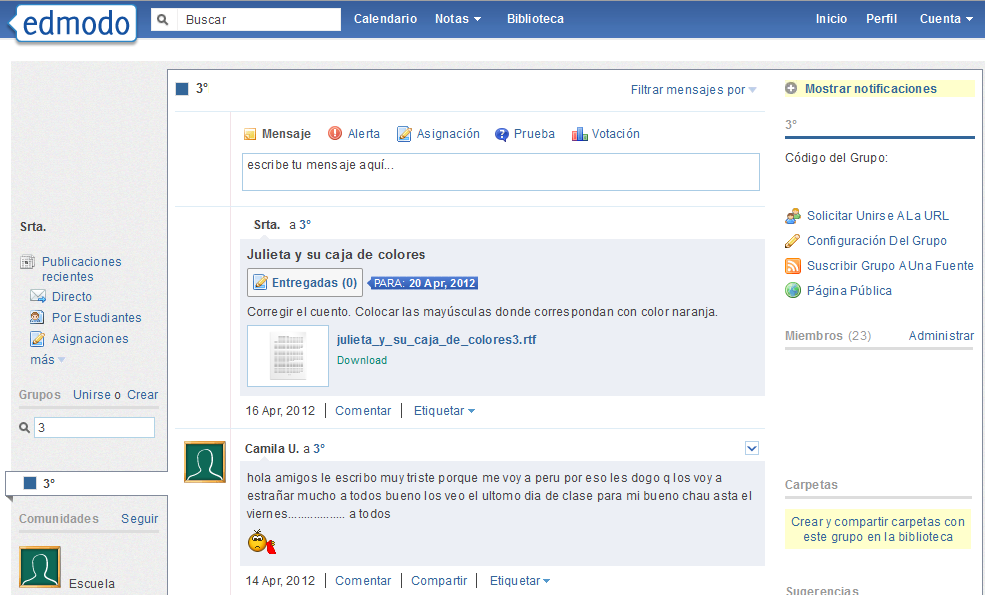 edmodo
Buscar
Calendario Notas Biblioteca
Inicio Perfil Cuenta
3°
Filtrar mensajes por
Mensaje Alerta Asignación Prueba Votación
escribe tu mensaje aquí...
Srta. a 3°
Julieta y su caja de colores
Entregadas (0) PARA: 20 Apr, 2012
Corregir el cuento. Colocar las mayúsculas donde correspondan con color naranja.
julieta_y_su_caja_de_colores3.rtf
Download
16 Apr, 2012 Comentar Etiquetar
Camila U. a 3°
hola amigos le escribo muy triste porque me voy a peru por eso les dogo q los voy a
estrañar mucho a todos bueno los veo el ultomo dia de clase para mi bueno chau asta el
viernes.................. a todos
14 Apr, 2012 Comentar Compartir Etiquetar
Srta.
Publicaciones
recientes
Directo
Por Estudiantes
Asignaciones
más
Grupos Unirse o Crear
3
3°
Comunidades Seguir
Escuela
Mostrar notificaciones
3°
Código del Grupo:
Solicitar Unirse A La URL
Configuración Del Grupo
Suscribir Grupo A Una Fuente
Página Pública
Miembros (23) Administrar
Carpetas
Crear y compartir carpetas con
este grupo en la biblioteca
Sugerencias